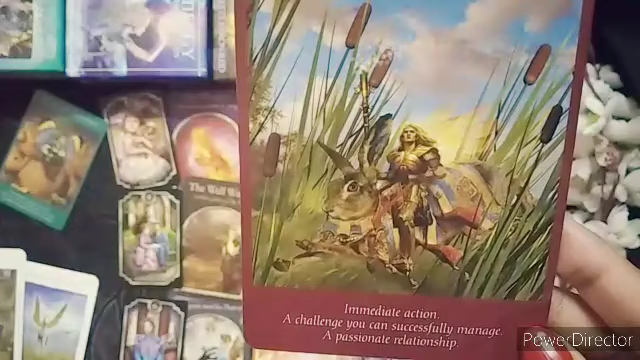 The Wolf
Immediate action.
A challenge you can successfully manage.
A passionate relationship.
PowerDirector